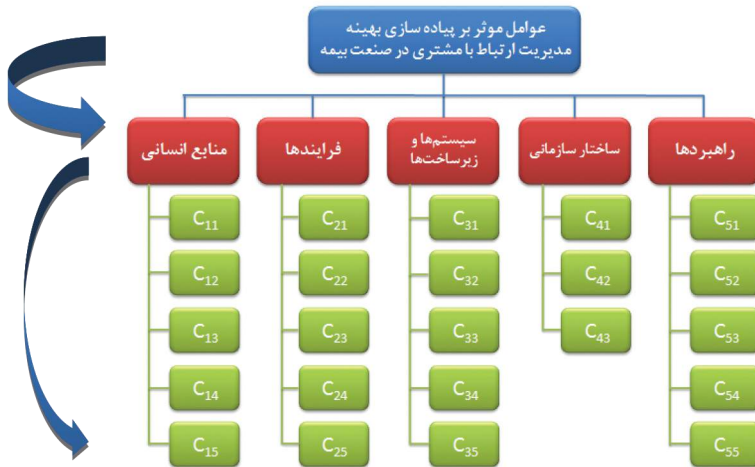 عوامل موثر بر پیاده سازی بهینه
مدیریت ارتباط با مشتری در صنعت بیمه
راهبردها
ساختار سازمانی
سیستم‌ها و
زیرساخت‌ها
فرایندها
منابع انسانی
C₅₁
C₄₁
C₃₁
C₂₁
C₁₁
C₅₂
C₄₂
C₃₂
C₂₂
C₁₂
C₅₃
C₄₃
C₃₃
C₂₃
C₁₃
C₅₄
C₃₄
C₂₄
C₁₄
C₅₅
C₃₅
C₂₅
C₁₅